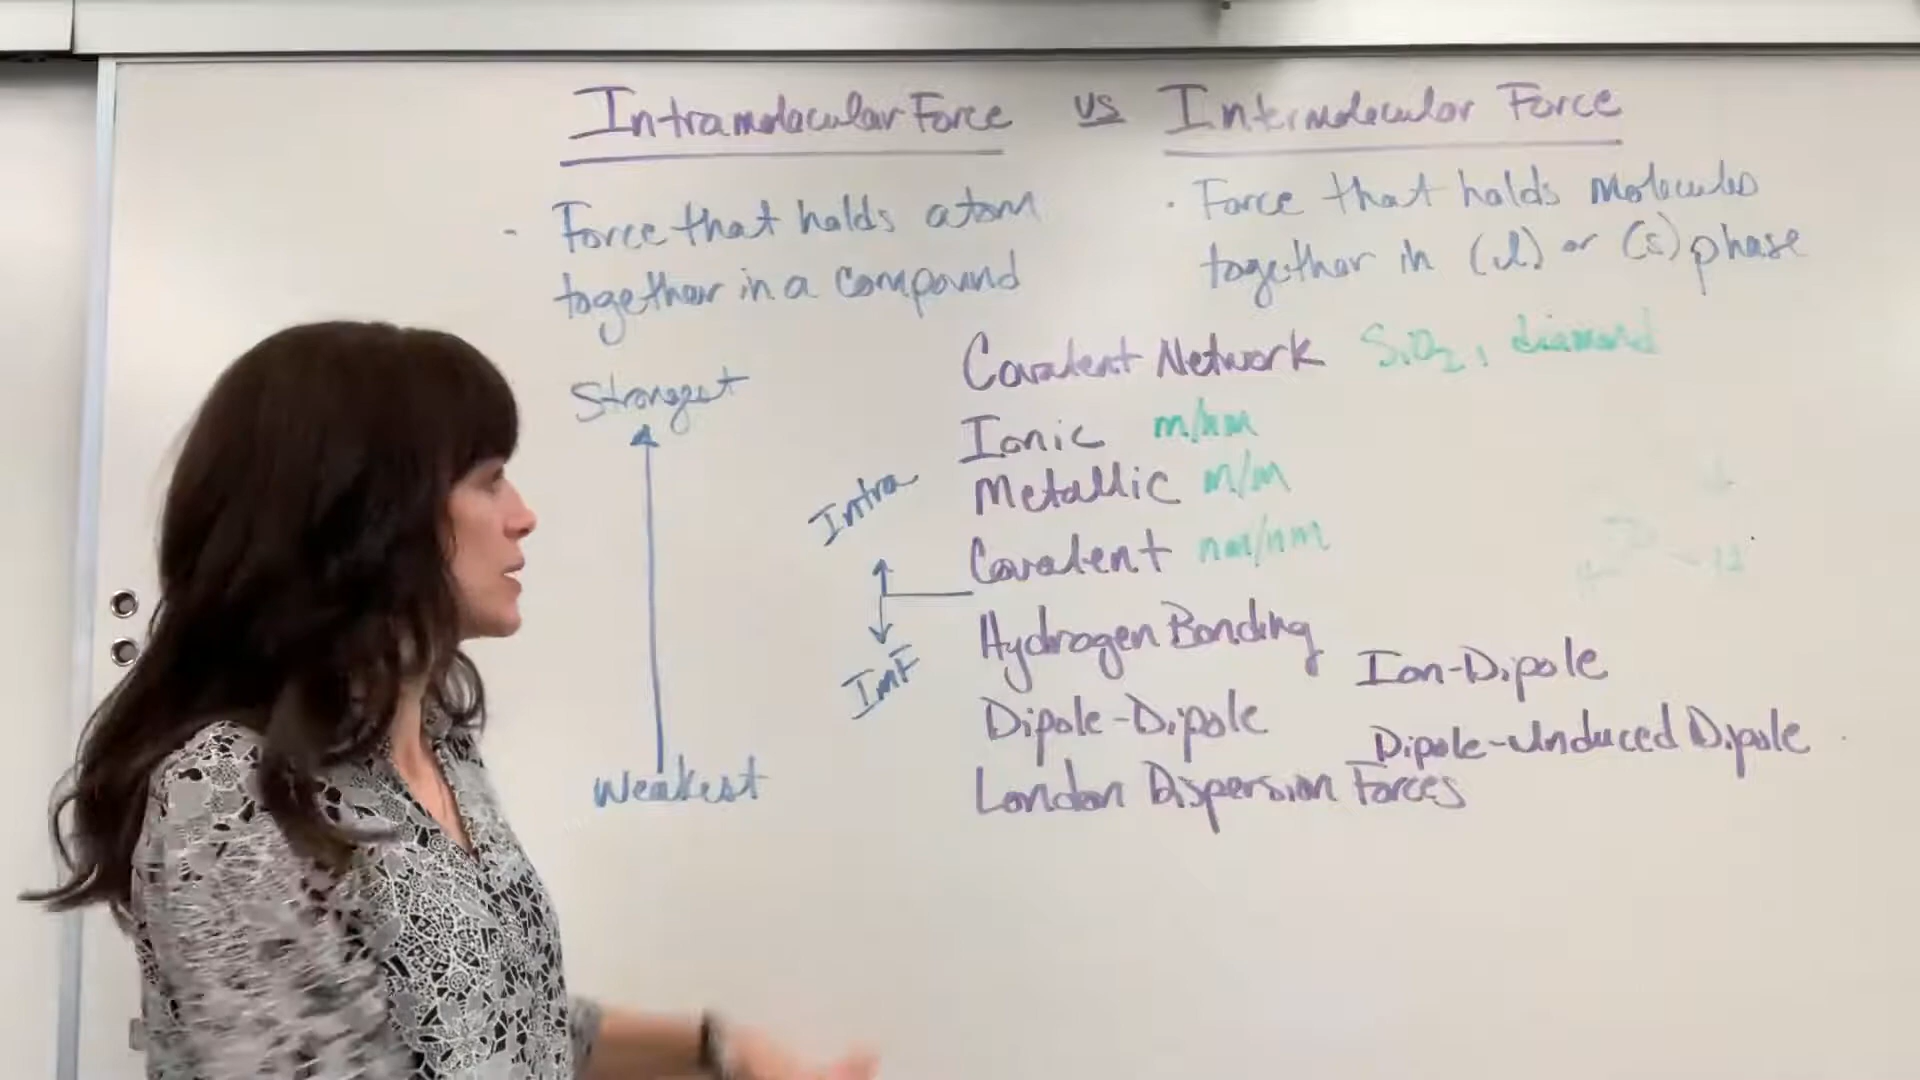 Intramolecular Force vs Intermolecular Force
· Force that holds atom
together in a compound
· Force that holds molecules
together in (l) or (s) phase
Strongest
Weakest
Covalent Network SiO2, diamond
Ionic m/nm
Metallic m/m
Intra
Covalent nm/nm
ImF
Hydrogen Bonding
Ion-Dipole
Dipole-Dipole
Dipole-Induced Dipole
London Dispersion Forces